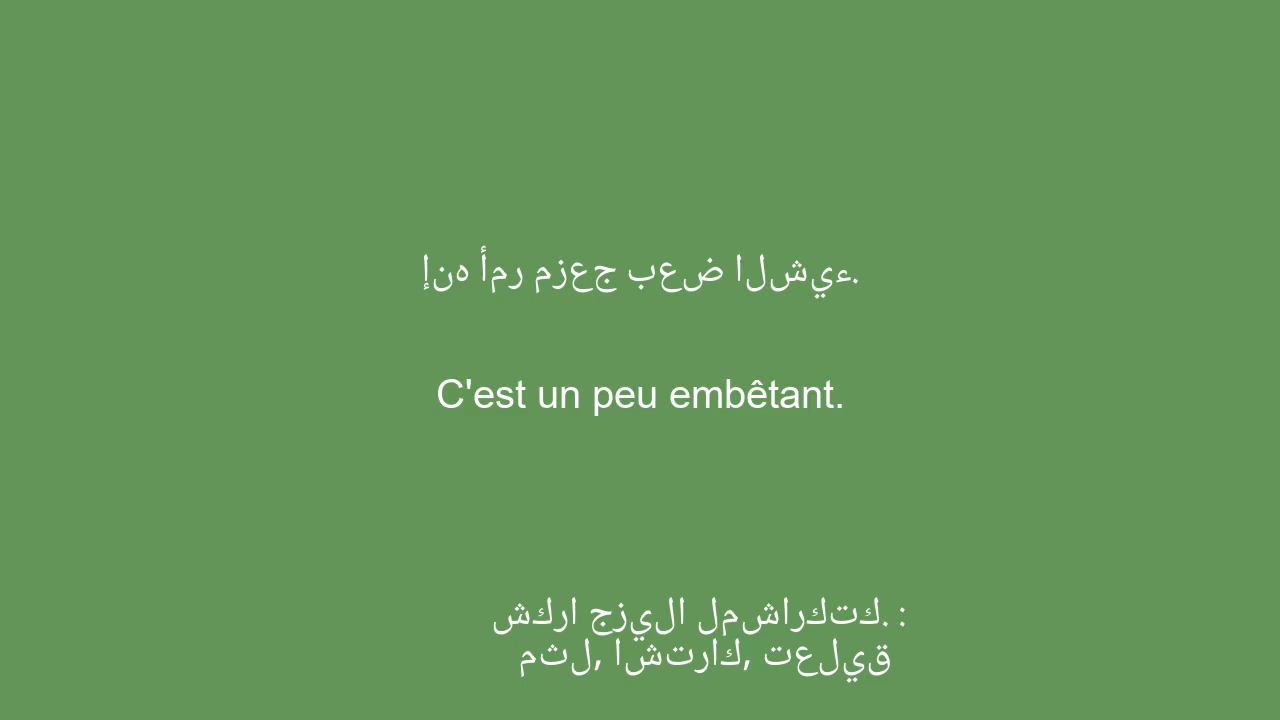 إنه أمر مزعج بعض الشيء.
C'est un peu embêtant.
شكرا جزيلا لمشاركتك. :
مثل, اشتراك, تعليق